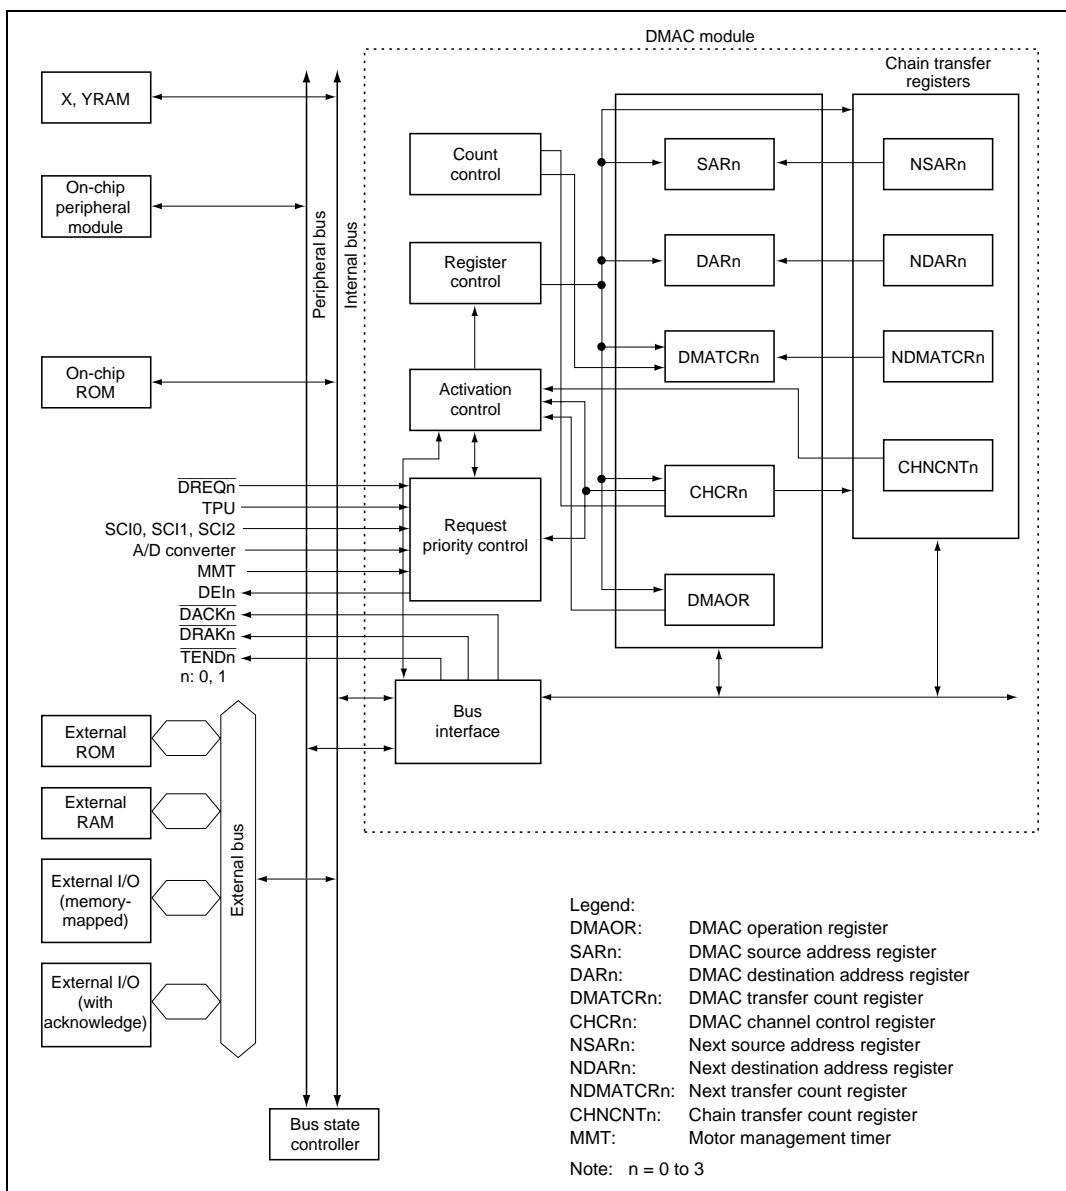 DMAC module
Chain transfer
registers
X, YRAM
On-chip
peripheral
module
On-chip
ROM
Peripheral bus
Internal bus
Count
control
Register
control
Activation
control
Request
priority control
SARn
DARn
DMATCRn
CHCRn
DMAOR
NSARn
NDARn
NDMATCRn
CHNCNTn
DREQn
TPU
SCI0, SCI1, SCI2
A/D converter
MMT
DEIn
DACKn
DRAKn
TENDn
n: 0, 1
Bus
interface
External
ROM
External
RAM
External I/O
(memory-
mapped)
External I/O
(with
acknowledge)
External bus
Bus state
controller
Legend:
DMAOR: DMAC operation register
SARn: DMAC source address register
DARn: DMAC destination address register
DMATCRn: DMAC transfer count register
CHCRn: DMAC channel control register
NSARn: Next source address register
NDARn: Next destination address register
NDMATCRn: Next transfer count register
CHNCNTn: Chain transfer count register
MMT: Motor management timer
Note: n = 0 to 3